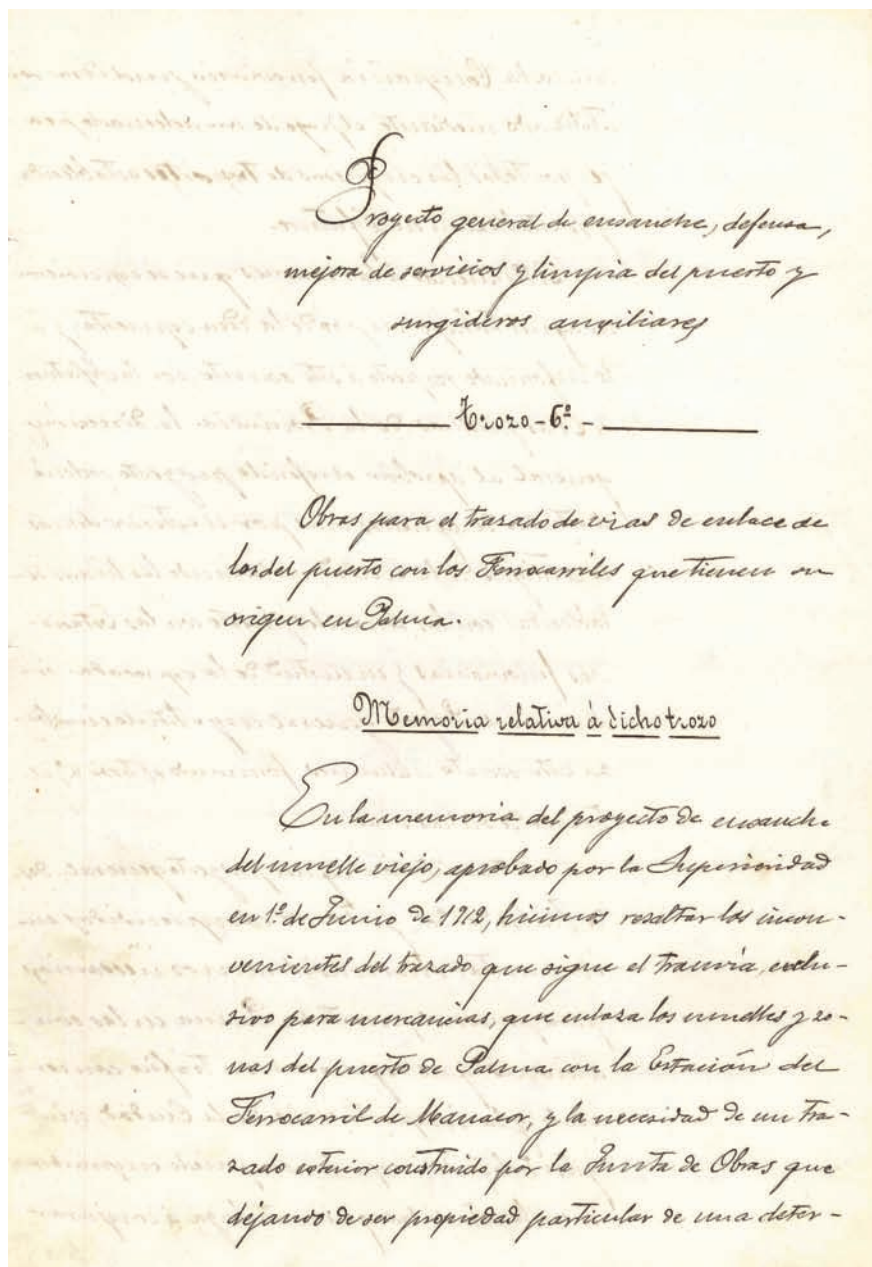 Proyecto general de ensanche, defensa,
mejora de servicios y limpia del puerto y
surgideros auxiliares
Trozo-6º-
Obras para el trazado de vias de enlace de
las del puerto con los Ferrocarriles que tienen su
origen en Palma.
Memoria relativa á dicho trozo
En la memoria del proyecto de ensanche
del muelle viejo, aprobado por la Superioridad
en 1º de Junio de 1912, hicimos resaltar los incon-
venientes del trazado que sigue el tranvía, exclu-
sivo para mercancias, que enlaza los muelles y zo-
nas del puerto de Palma con la Estación del
Ferrocarril de Manacor, y la necesidad de un tra-
zado exterior construido por la Junta de Obras que
dejando de ser propiedad particular de una deter-